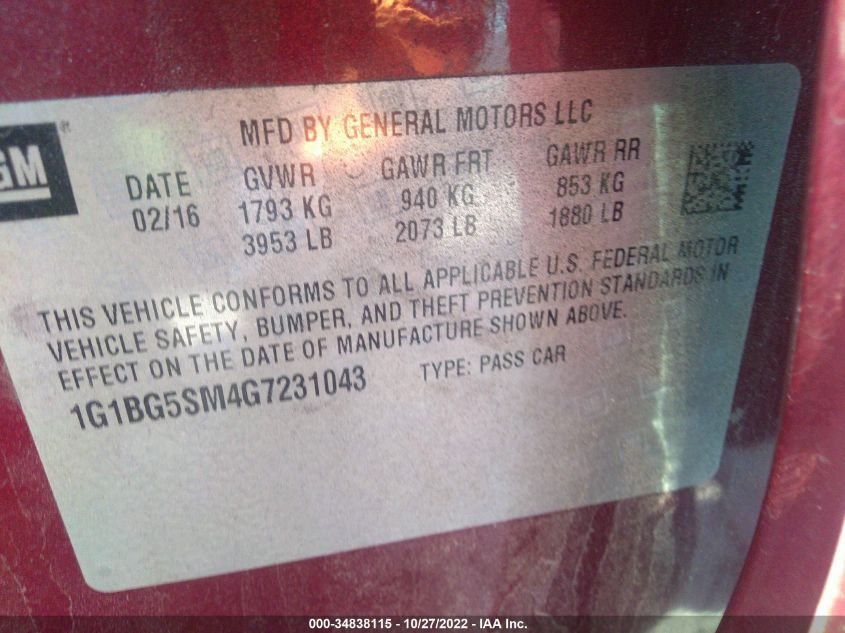 GM®
MFD BY GENERAL MOTORS LLC
DATE GVWR GAWR FRT GAWR RR
02/16 1793 KG 940 KG 853 KG
3953 LB 2073 LB 1880 LB
THIS VEHICLE CONFORMS TO ALL APPLICABLE U.S. FEDERAL MOTOR
VEHICLE SAFETY, BUMPER, AND THEFT PREVENTION STANDARDS IN
EFFECT ON THE DATE OF MANUFACTURE SHOWN ABOVE.
1G1BG5SM4G7231043 TYPE: PASS CAR
000-34838115 - 10/27/2022 - IAA Inc.